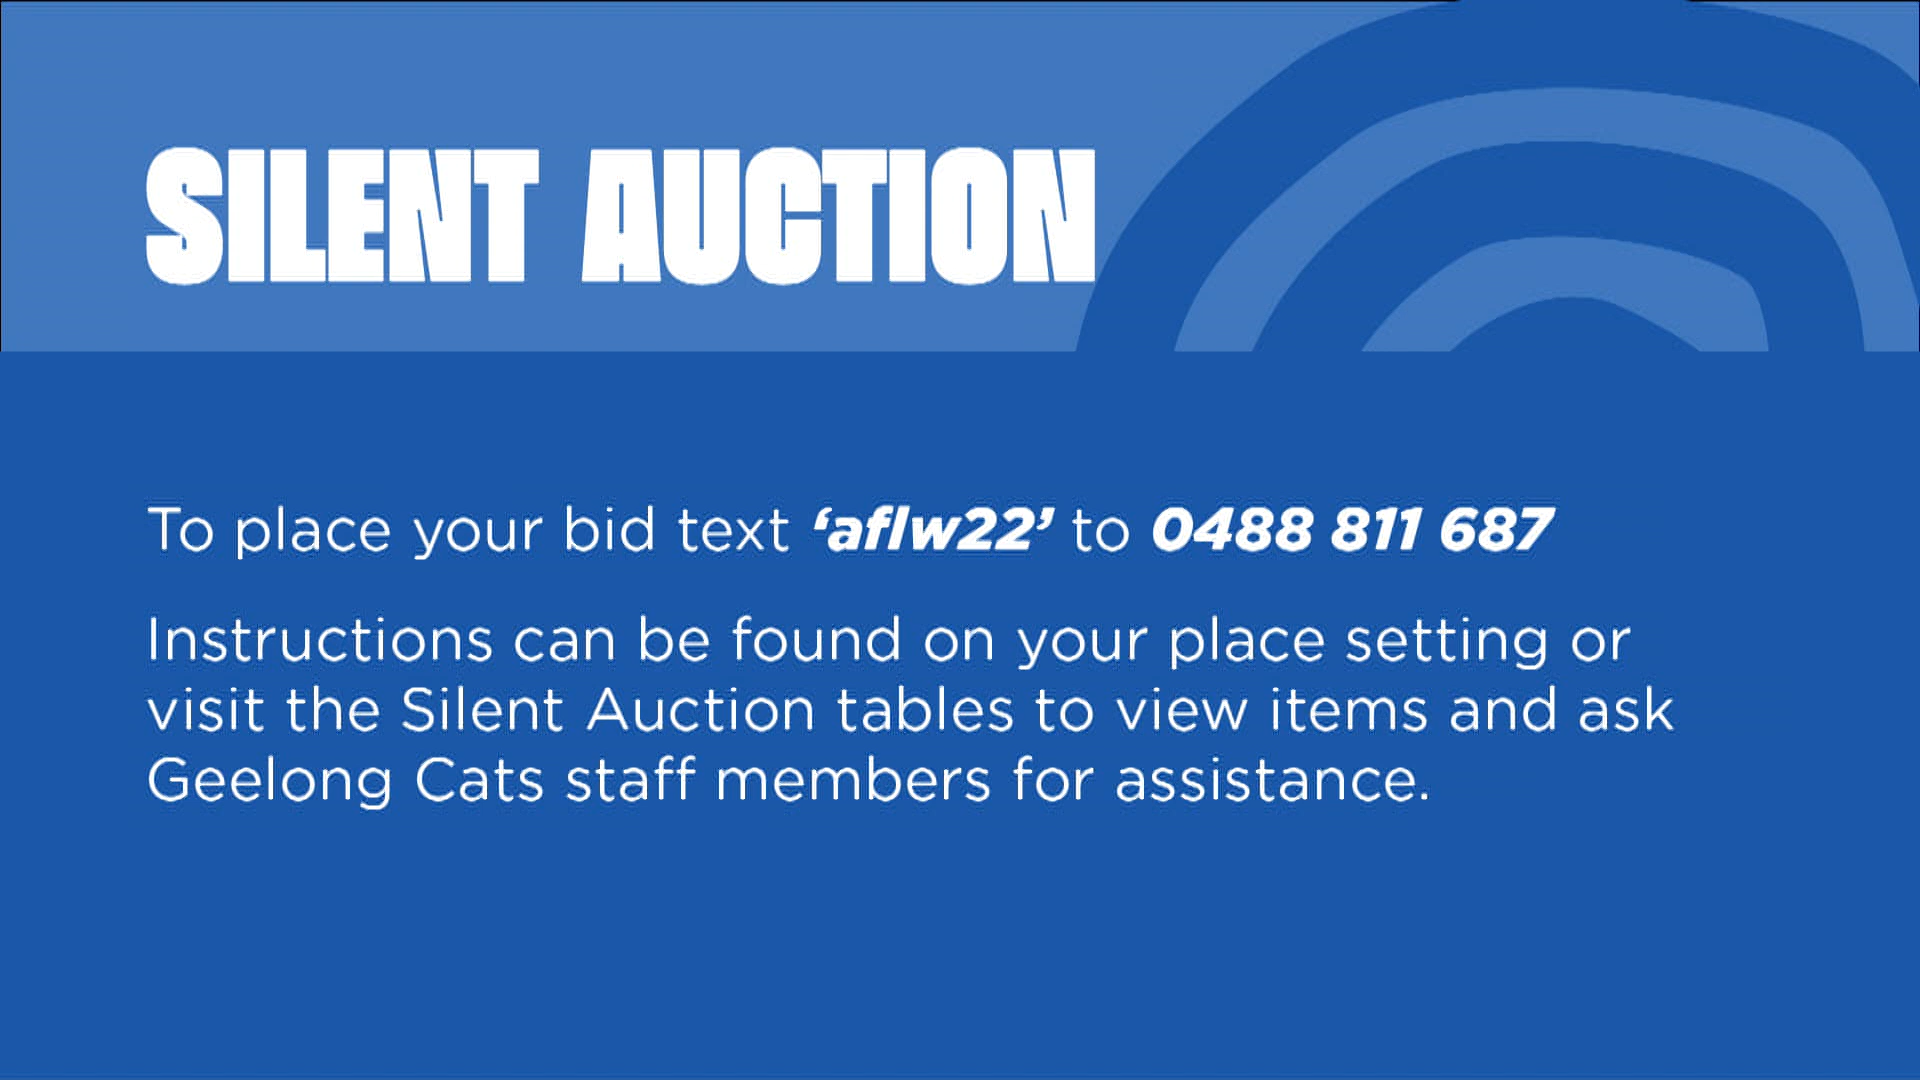 SILENT AUCTION
To place your bid text ‘aflw22’ to 0488 811 687
Instructions can be found on your place setting or
visit the Silent Auction tables to view items and ask
Geelong Cats staff members for assistance.